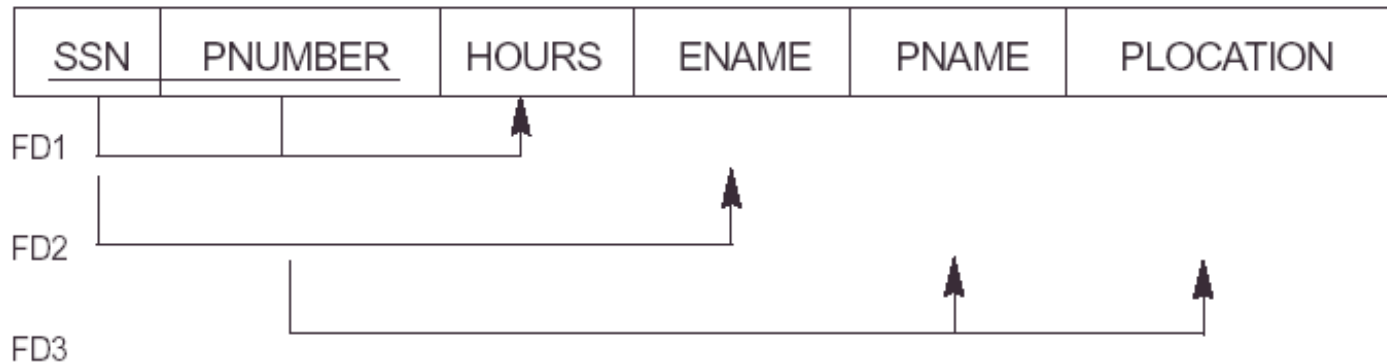 SSN PNUMBER HOURS ENAME PNAME PLOCATION
FD1
FD2
FD3